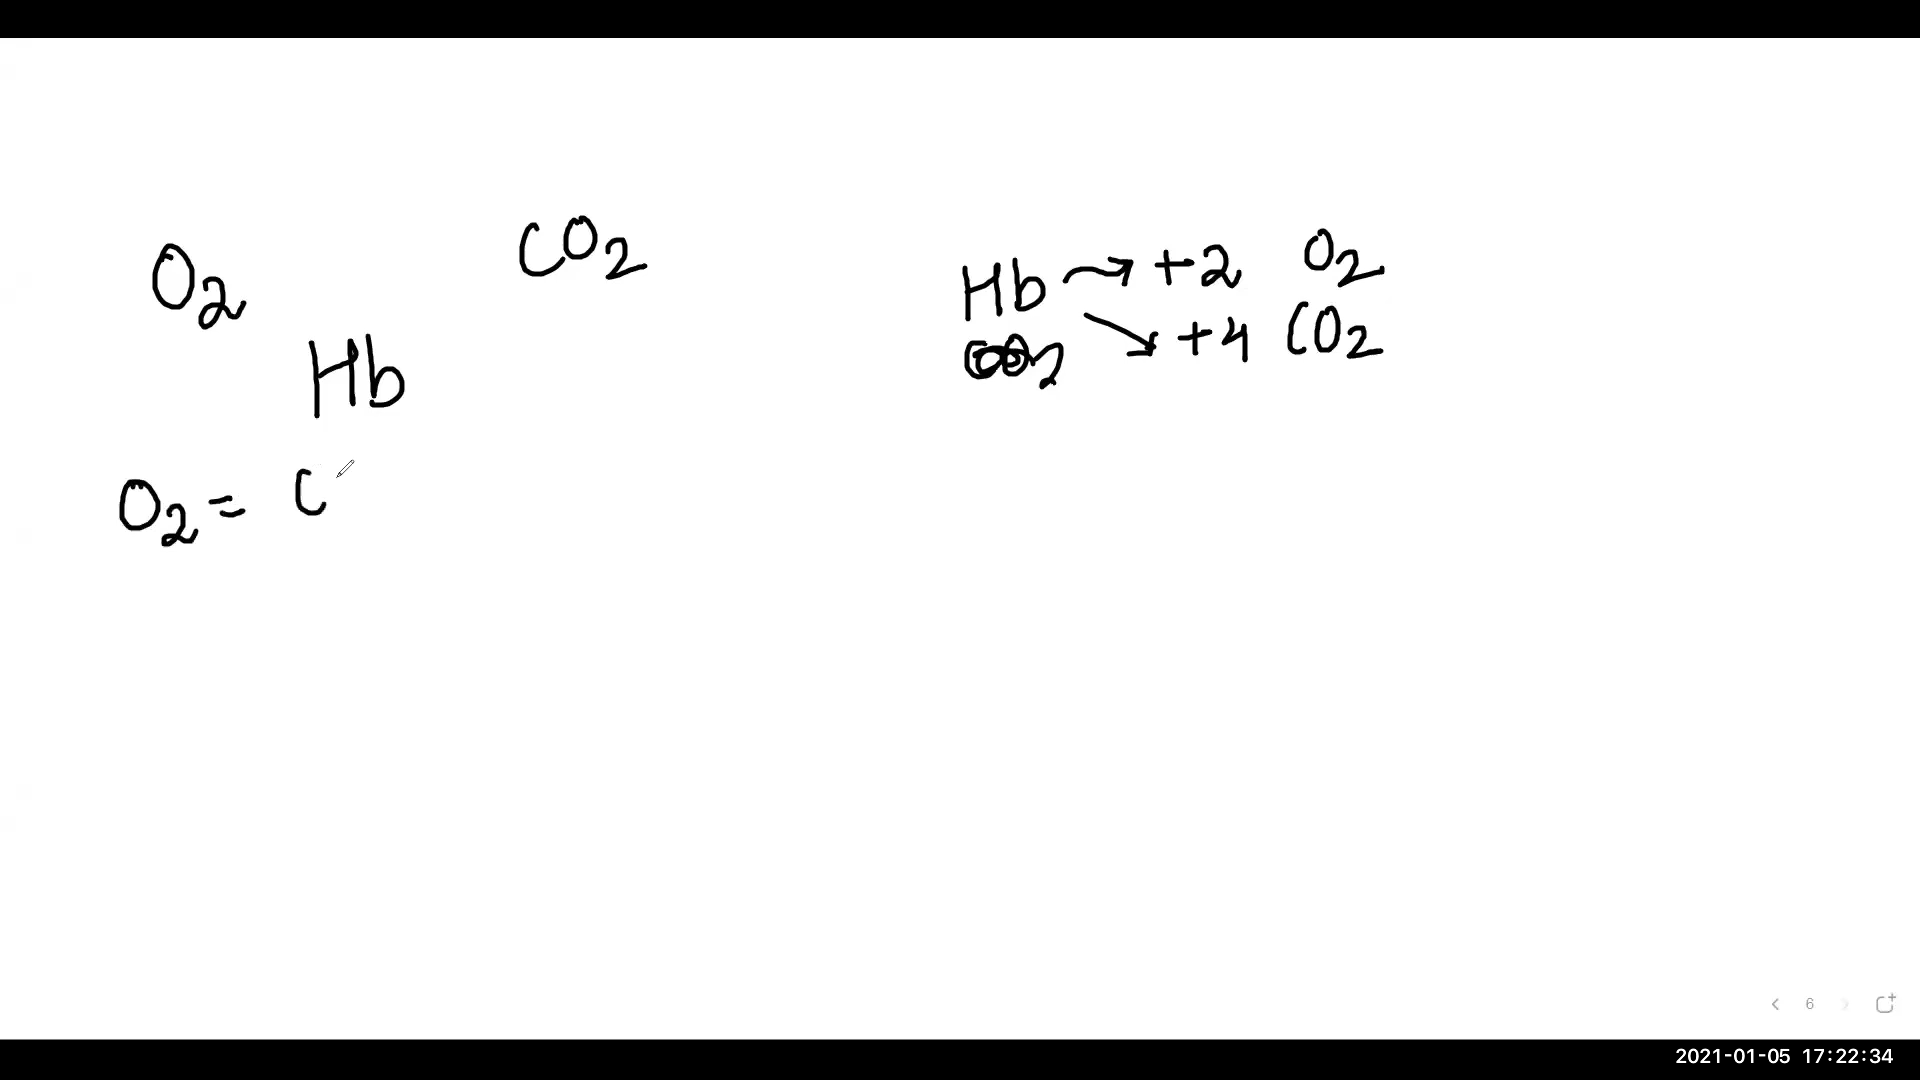 O₂
CO₂
Hb
O₂ = C
Hb → +2 O₂
→ +4 CO₂
6
2021-01-05 17:22:34